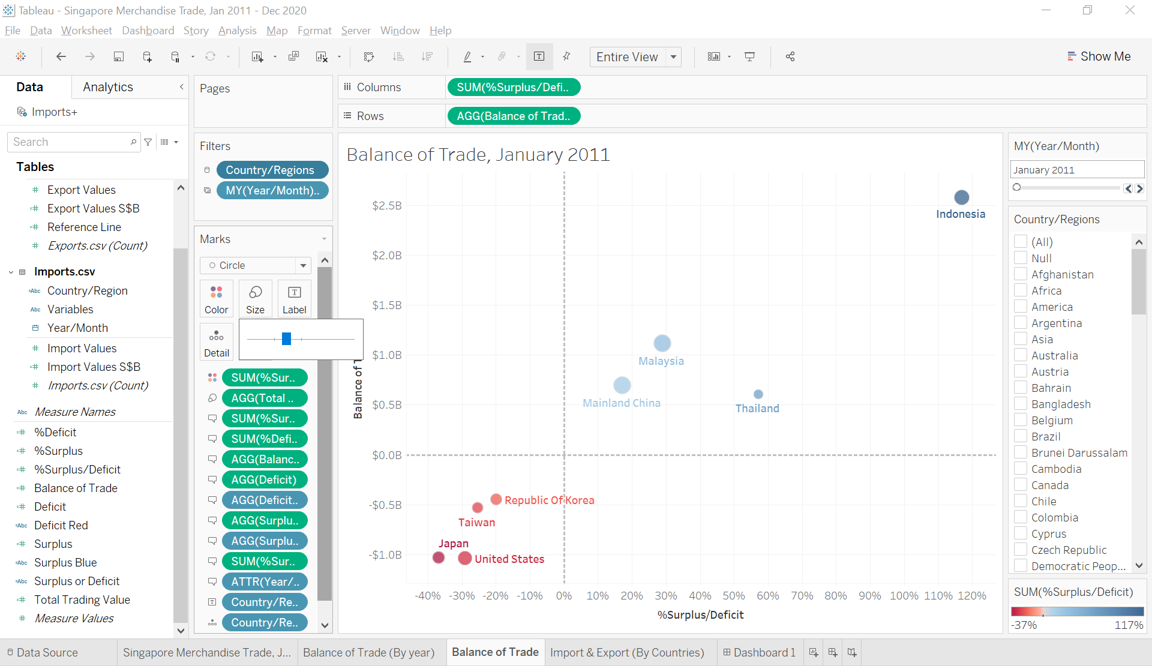 Tableau - Singapore Merchandise Trade, Jan 2011 - Dec 2020
File Data Worksheet Dashboard Story Analysis Map Format Server Window Help
Entire View
Show Me
Data
Analytics
Imports+
Search
Tables
Export Values
Export Values S$B
Reference Line
Exports.csv (Count)
Imports.csv
Country/Region
Variables
Year/Month
Import Values
Import Values S$B
Imports.csv (Count)
Measure Names
%Deficit
%Surplus
%Surplus/Deficit
Balance of Trade
Deficit
Deficit Red
Surplus
Surplus Blue
Surplus or Deficit
Total Trading Value
Measure Values
Pages
Filters
Country/Regions
MY(Year/Month)..
Marks
Circle
Color
Size
Label
Detail
SUM(%Sur..
AGG(Total ..
SUM(%Sur..
SUM(%Defi..
AGG(Balanc..
AGG(Deficit)
AGG(Deficit..
AGG(Surplu..
AGG(Surplu..
SUM(%Sur..
ATTR(Year/..
Country/Re..
Country/Re..
Columns
SUM(%Surplus/Defi..
Rows
AGG(Balance of Trad..
Balance of Trade, January 2011
$2.5B
$2.0B
$1.5B
$1.0B
$0.5B
$0.0B
-$0.5B
-$1.0B
Balance of T
Indonesia
Malaysia
Mainland China
Thailand
Republic Of Korea
Taiwan
Japan
United States
-40% -30% -20% -10% 0% 10% 20% 30% 40% 50% 60% 70% 80% 90% 100% 110% 120%
%Surplus/Deficit
MY(Year/Month)
January 2011
Country/Regions
(All)
Null
Afghanistan
Africa
America
Argentina
Asia
Australia
Austria
Bahrain
Bangladesh
Belgium
Brazil
Brunei Darussalam
Cambodia
Canada
Chile
Colombia
Cyprus
Czech Republic
Democratic Peop...
SUM(%Surplus/Deficit)
-37% 117%
Data Source
Singapore Merchandise Trade, J...
Balance of Trade (By year)
Balance of Trade
Import & Export (By Countries)
Dashboard 1